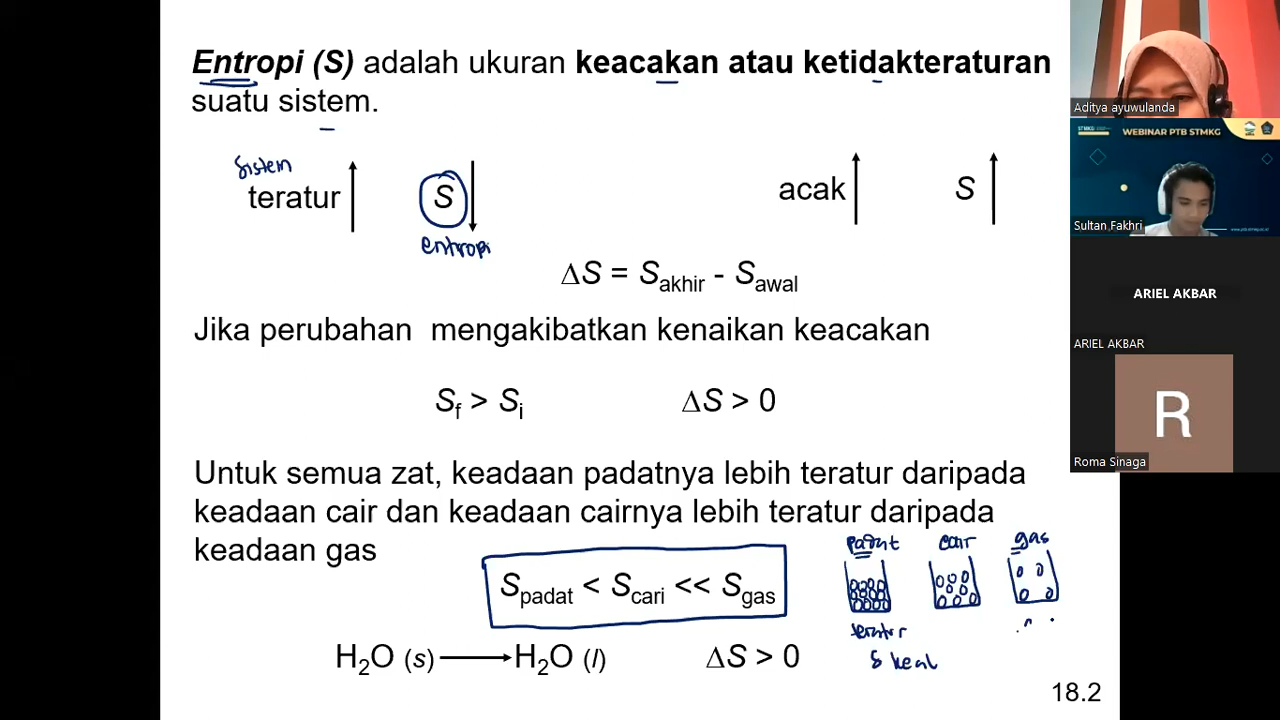 Entropi (S) adalah ukuran keacakan atau ketidakteraturan
suatu sistem.
sistem
teratur
S
entropi
acak
S
ΔS = Sakhir - Sawal
Jika perubahan mengakibatkan kenaikan keacakan
Sf > Si
ΔS > 0
Untuk semua zat, keadaan padatnya lebih teratur daripada
keadaan cair dan keadaan cairnya lebih teratur daripada
keadaan gas
Spadat < Scari << Sgas
padat
cair
gas
teratur
H2O (s) → H2O (l)
ΔS > 0
18.2
Aditya ayuwulanda
STMKG
WEBINAR PTB STMKG
Sultan Fakhri
ARIEL AKBAR
ARIEL AKBAR
R
Roma Sinaga